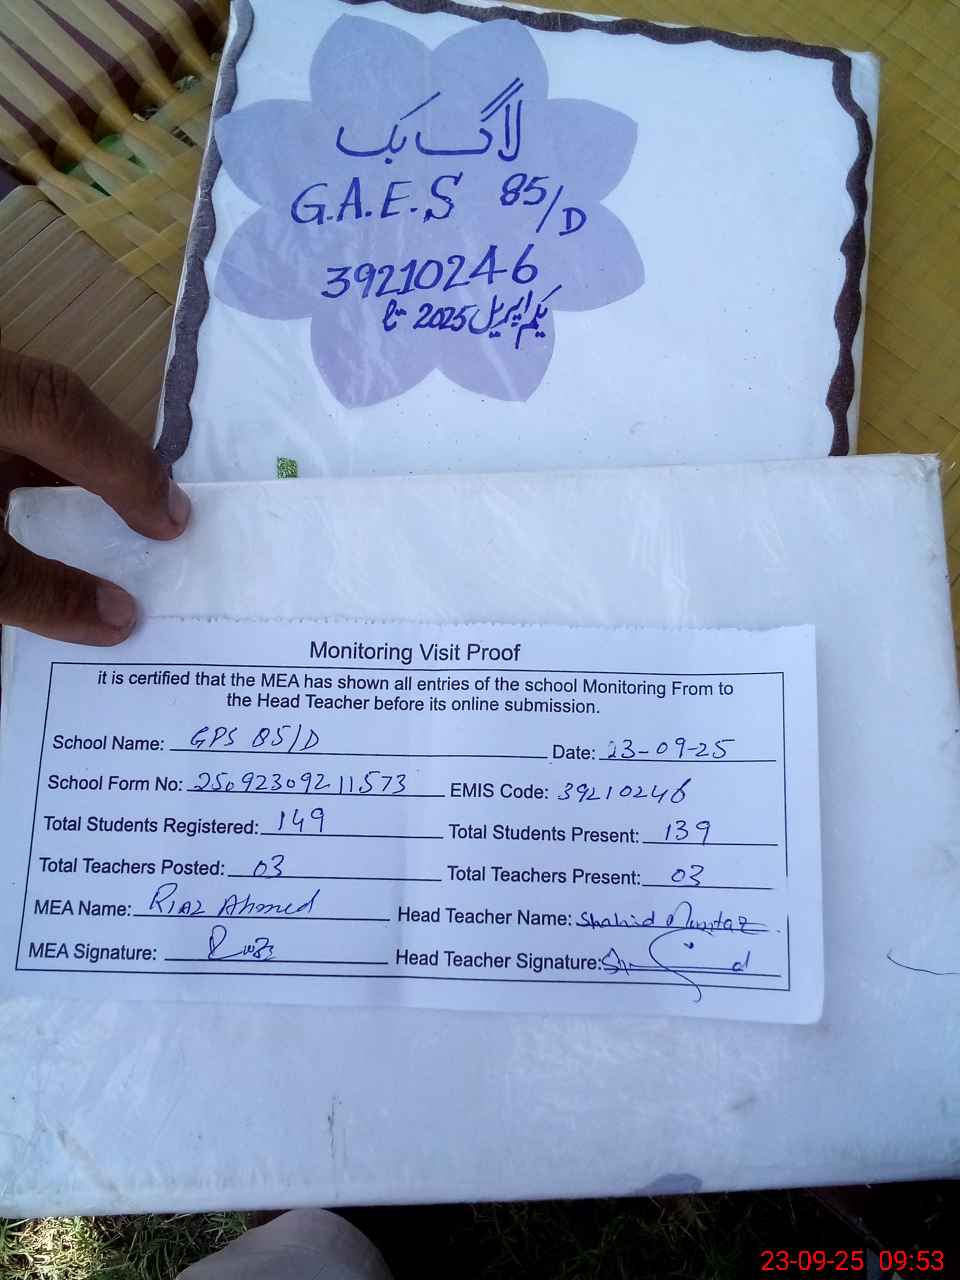 لاگ بک
G.A.E.S 85/D
39210246
یکم اپریل 2025 تا
Monitoring Visit Proof
it is certified that the MEA has shown all entries of the school Monitoring From to
the Head Teacher before its online submission.
School Name: GPS 85/D Date: 23-09-25
School Form No: 25092309211573 EMIS Code: 39210246
Total Students Registered: 149 Total Students Present: 139
Total Teachers Posted: 03 Total Teachers Present: 03
MEA Name: Riaz Ahmed Head Teacher Name: Shahid Mumtaz
MEA Signature: Head Teacher Signature:
23-09-25 09:53